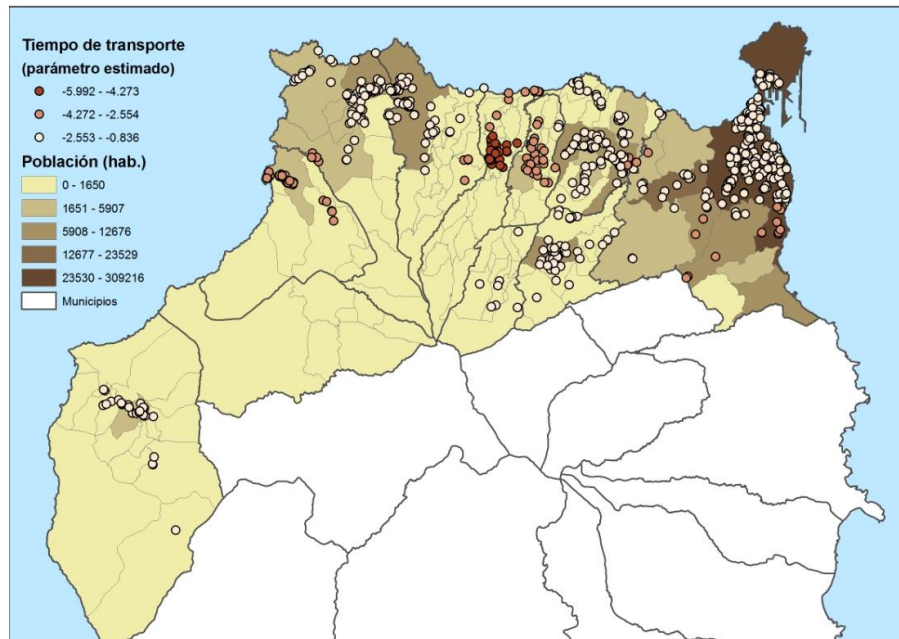 Tiempo de transporte
(parámetro estimado)
-5.992 - -4.273
-4.272 - -2.554
-2.553 - -0.836
Población (hab.)
0 - 1650
1651 - 5907
5908 - 12676
12677 - 23529
23530 - 309216
Municipios